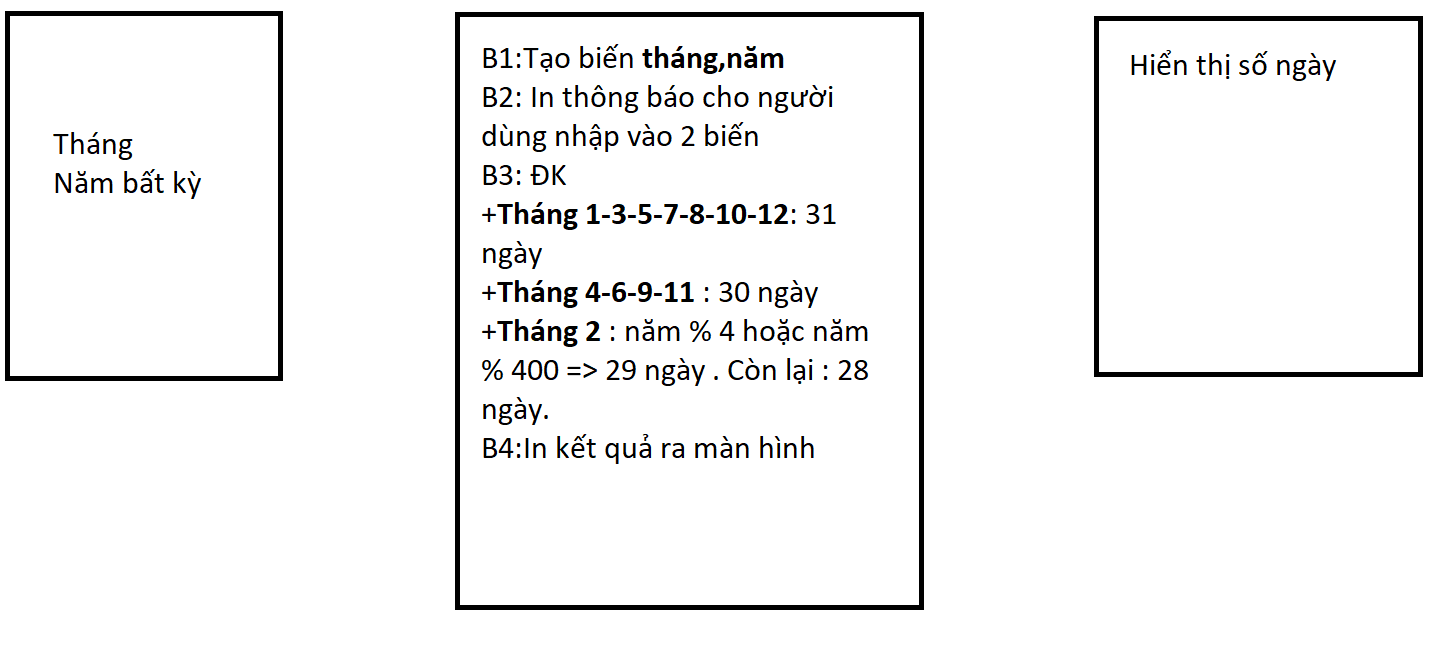 Tháng
Năm bất kỳ
B1:Tạo biến tháng,năm
B2: In thông báo cho người
dùng nhập vào 2 biến
B3: ĐK
+Tháng 1-3-5-7-8-10-12: 31
ngày
+Tháng 4-6-9-11 : 30 ngày
+Tháng 2 : năm % 4 hoặc năm
% 400 => 29 ngày . Còn lại : 28
ngày.
B4:In kết quả ra màn hình
Hiển thị số ngày